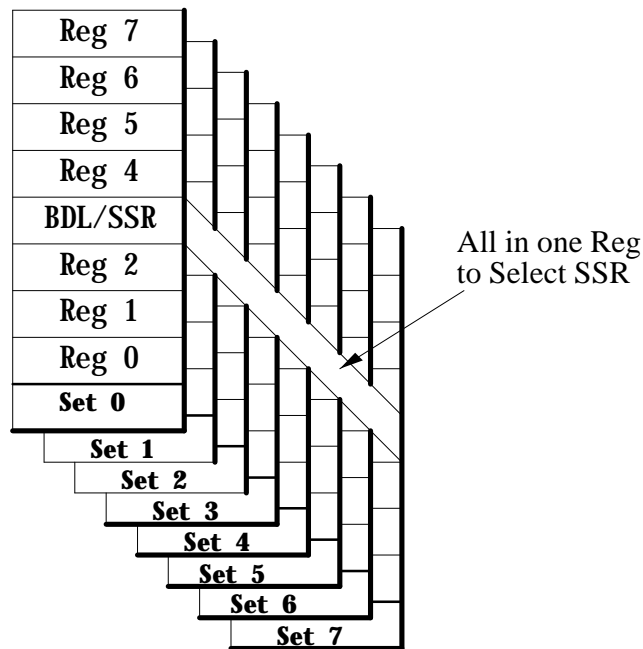 Reg 7
Reg 6
Reg 5
Reg 4
BDL/SSR
Reg 2
Reg 1
Reg 0
Set 0
Set 1
Set 2
Set 3
Set 4
Set 5
Set 6
Set 7
All in one Reg
to Select SSR